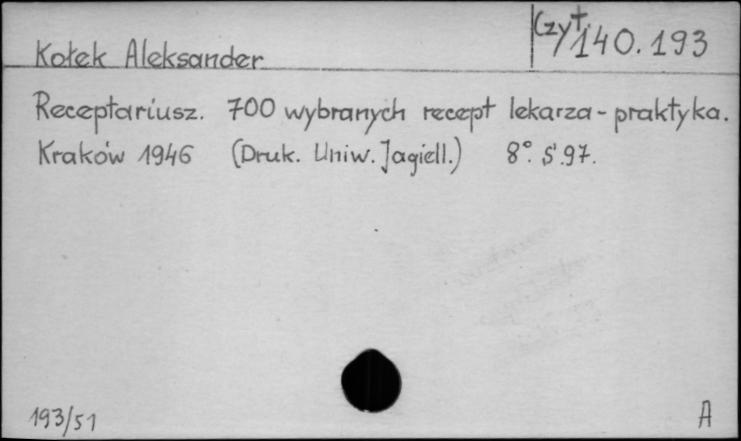 Czyt.
140.193
Kołek Aleksander
Receptariusz. 700 wybranych recept lekarza-praktyka.
Kraków 1946 (Druk. Uniw. Jagiell.) 8°. S.97.
193/51
A